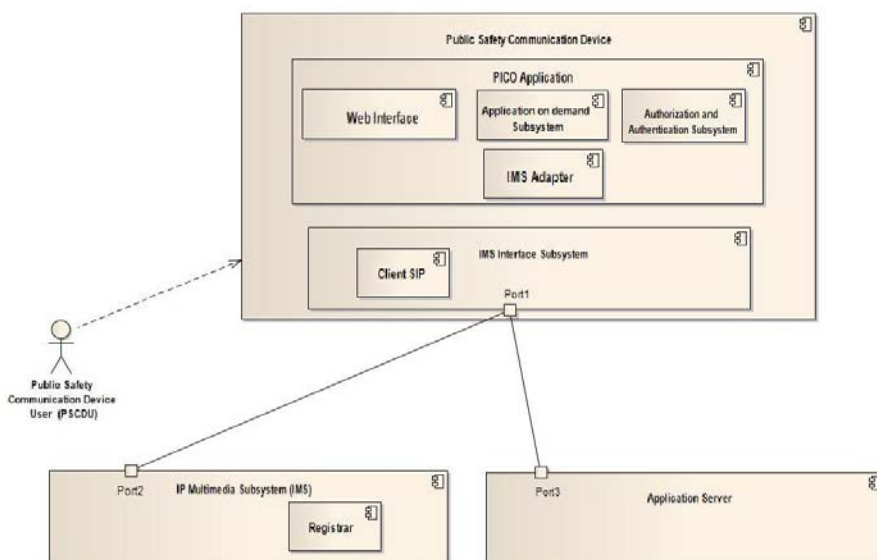 Public Safety Communication Device
PICO Application
Web Interface
Application on demand
Subsystem
Authorization and
Authentication Subsystem
IMS Adapter
IMS Interface Subsystem
Client SIP
Port1
Public Safety
Communication Device
User (PSCDU)
Port2
IP Multimedia Subsystem (IMS)
Registrar
Port3
Application Server